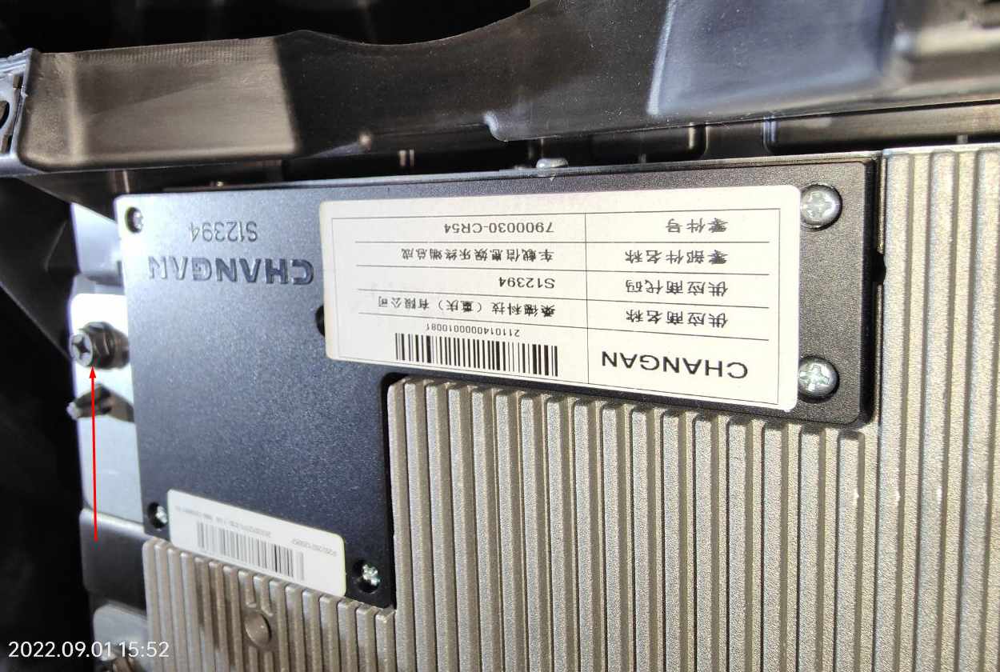 CHANGAN
2110140000010081
供应商名称 桑德科技（重庆）有限公司
供应商代码 S12394
零部件名称 车载信息娱乐终端总成
零件号 7900030-CR54
CHANGAN
S12394
2022.09.01 15:52